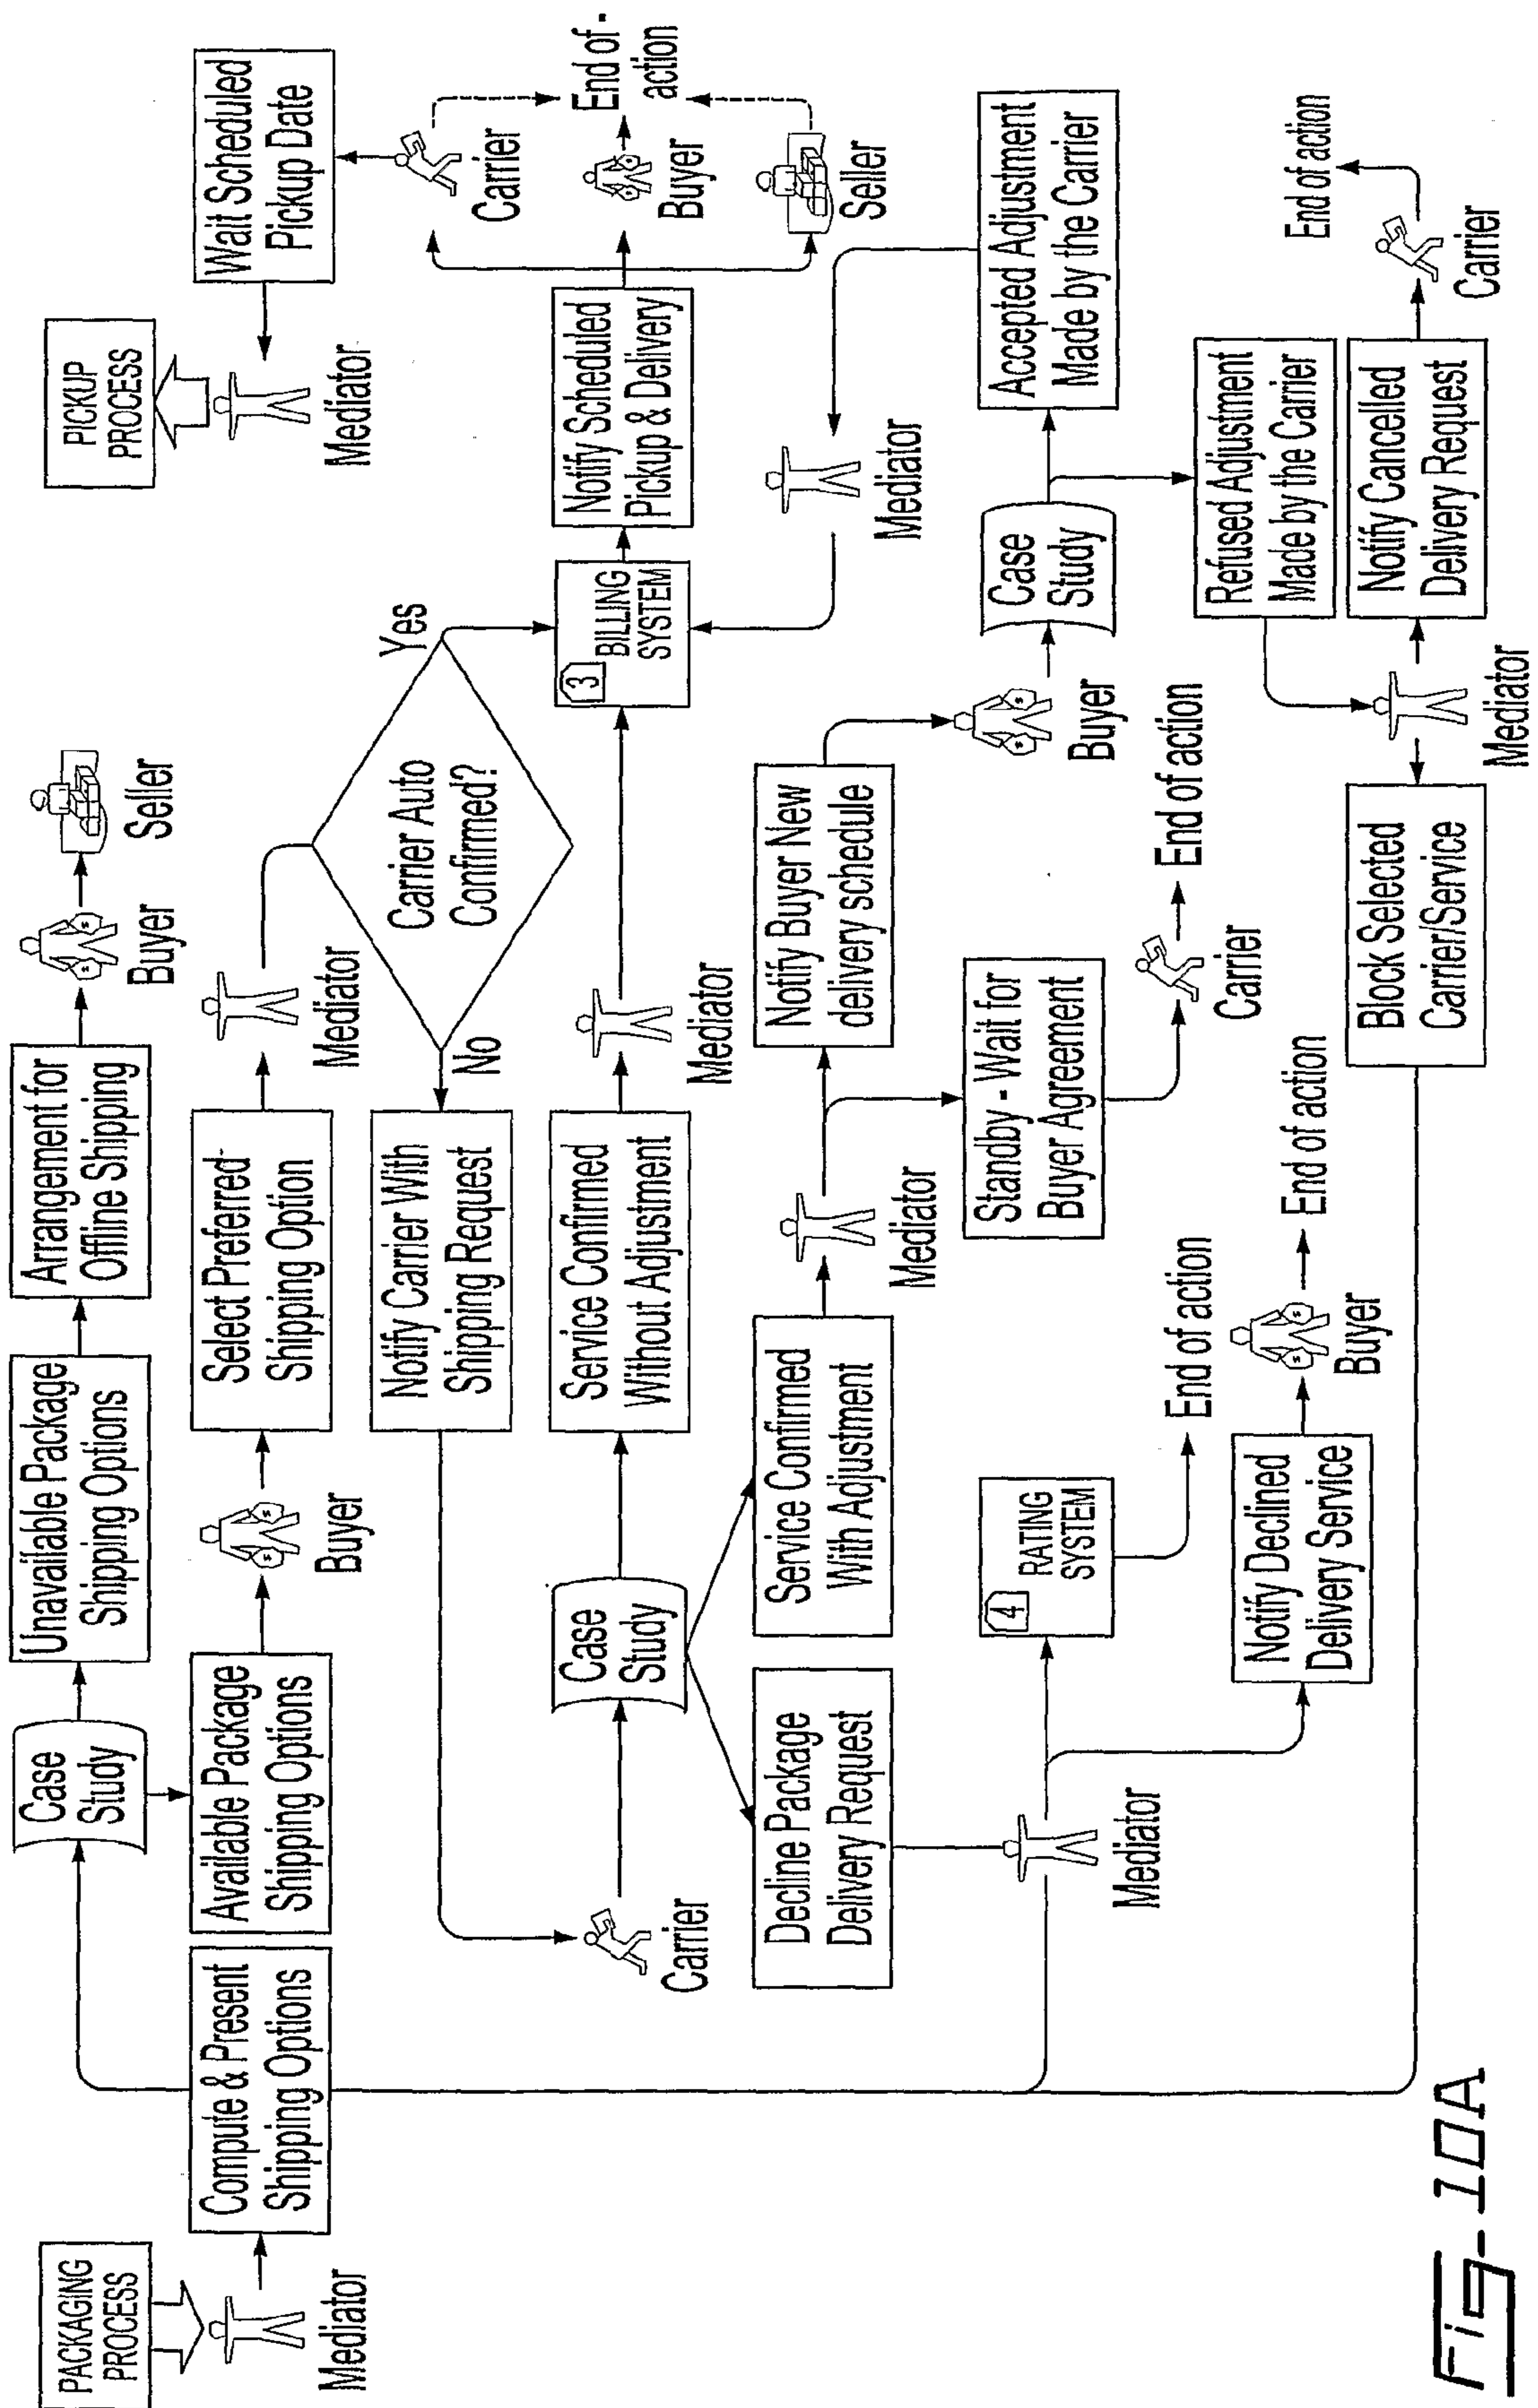 PACKAGING
PROCESS
Mediator
Compute & Present
Shipping Options
Case
Study
Unavailable Package
Shipping Options
Arrangement for
Offline Shipping
Buyer
Seller
Available Package
Shipping Options
Buyer
Select Preferred
Shipping Option
Mediator
Carrier Auto
Confirmed?
Yes
No
Notify Carrier With
Shipping Request
Carrier
Case
Study
Service Confirmed
Without Adjustment
Mediator
3
BILLING
SYSTEM
Notify Scheduled
Pickup & Delivery
Carrier
Buyer
Seller
End of -
action
Wait Scheduled
Pickup Date
Mediator
PICKUP
PROCESS
Decline Package
Delivery Request
Service Confirmed
With Adjustment
Mediator
Notify Buyer New
delivery schedule
Buyer
Case
Study
Accepted Adjustment
Made by the Carrier
Mediator
Standby - Wait for
Buyer Agreement
Carrier
End of action
Mediator
4
RATING
SYSTEM
End of action
Notify Declined
Delivery Service
Buyer
End of action
Refused Adjustment
Made by the Carrier
Mediator
Notify Cancelled
Delivery Request
Carrier
End of action
Block Selected
Carrier/Service
Fig-10A